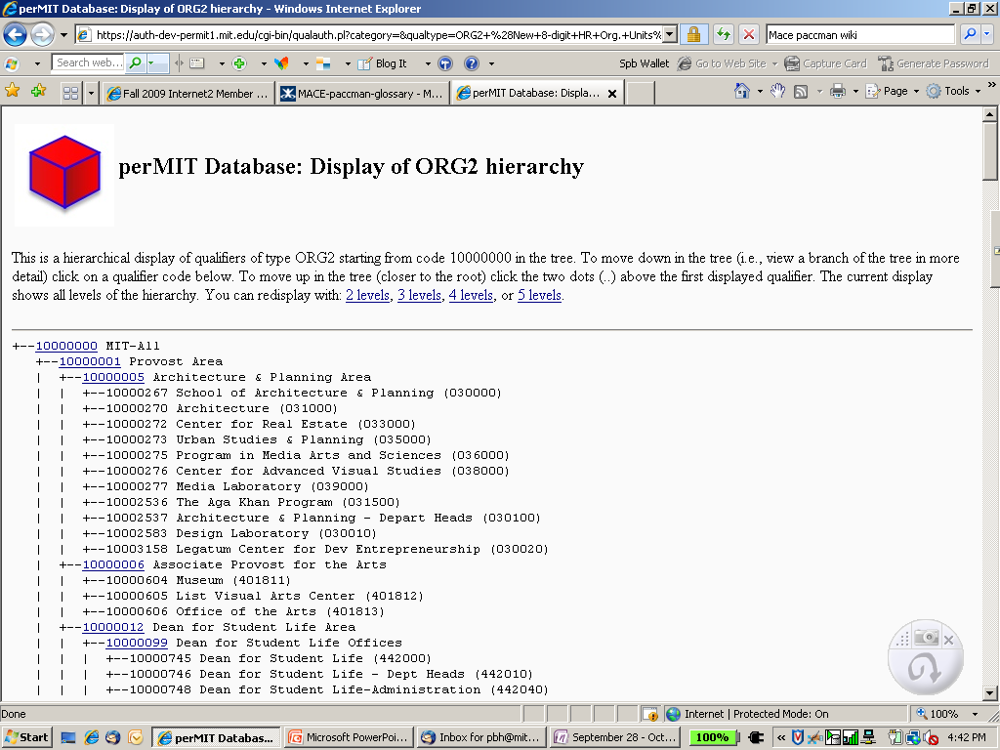 perMIT Database: Display of ORG2 hierarchy - Windows Internet Explorer
https://auth-dev-permit1.mit.edu/cgi-bin/qualauth.pl?category=&qualtype=ORG2+%28New+8-digit+HR+Org.+Units%
Mace paccman wiki
Search web...
Blog It
Spb Wallet
Go to Web Site
Capture Card
Generate Password
Fall 2009 Internet2 Member ...
MACE-paccman-glossary - M...
perMIT Database: Displa...
Page
Tools
perMIT Database: Display of ORG2 hierarchy
This is a hierarchical display of qualifiers of type ORG2 starting from code 10000000 in the tree. To move down in the tree (i.e., view a branch of the tree in more
detail) click on a qualifier code below. To move up in the tree (closer to the root) click the two dots (..) above the first displayed qualifier. The current display
shows all levels of the hierarchy. You can redisplay with: 2 levels, 3 levels, 4 levels, or 5 levels.
+--10000000 MIT-All
+--10000001 Provost Area
| +--10000005 Architecture & Planning Area
| | +--10000267 School of Architecture & Planning (030000)
| | +--10000270 Architecture (031000)
| | +--10000272 Center for Real Estate (033000)
| | +--10000273 Urban Studies & Planning (035000)
| | +--10000275 Program in Media Arts and Sciences (036000)
| | +--10000276 Center for Advanced Visual Studies (038000)
| | +--10000277 Media Laboratory (039000)
| | +--10002536 The Aga Khan Program (031500)
| | +--10002537 Architecture & Planning - Depart Heads (030100)
| | +--10002583 Design Laboratory (030010)
| | +--10003158 Legatum Center for Dev Entrepreneurship (030020)
| +--10000006 Associate Provost for the Arts
| | +--10000604 Museum (401811)
| | +--10000605 List Visual Arts Center (401812)
| | +--10000606 Office of the Arts (401813)
| +--10000012 Dean for Student Life Area
| | +--10000099 Dean for Student Life Offices
| | | +--10000745 Dean for Student Life (442000)
| | | +--10000746 Dean for Student Life - Dept Heads (442010)
| | | +--10000748 Dean for Student Life-Administration (442040)
Done
Internet | Protected Mode: On
100%
Start
perMIT Databas...
Microsoft PowerPoi...
Inbox for pbh@mit...
September 28 - Oct...
100%
4:42 PM